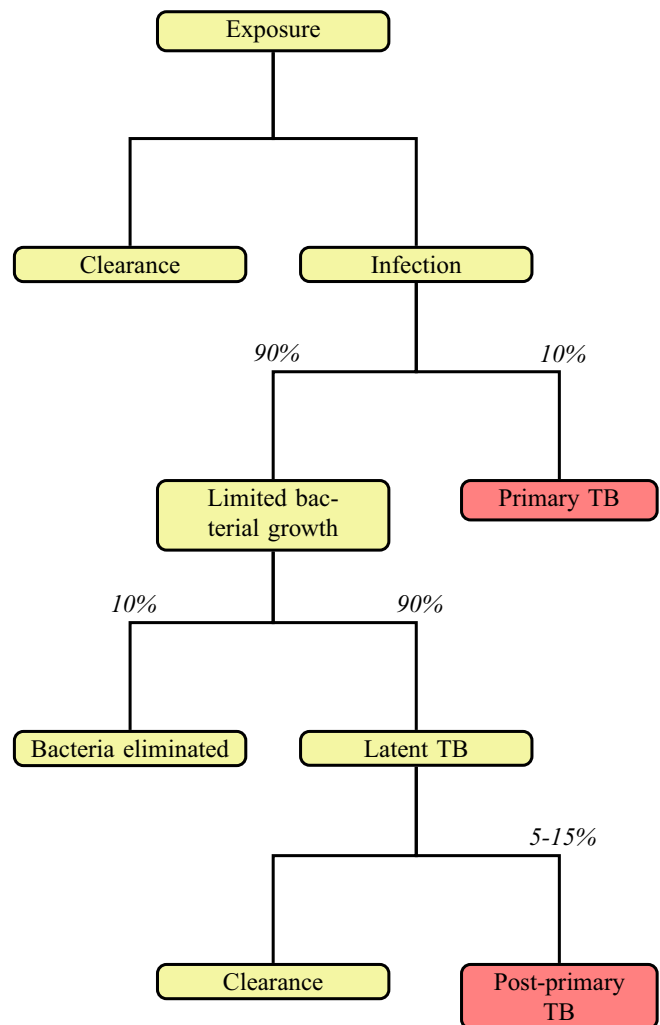 Exposure
Clearance
Infection
90%
10%
Limited bac-
terial growth
Primary TB
10%
90%
Bacteria eliminated
Latent TB
5-15%
Clearance
Post-primary
TB